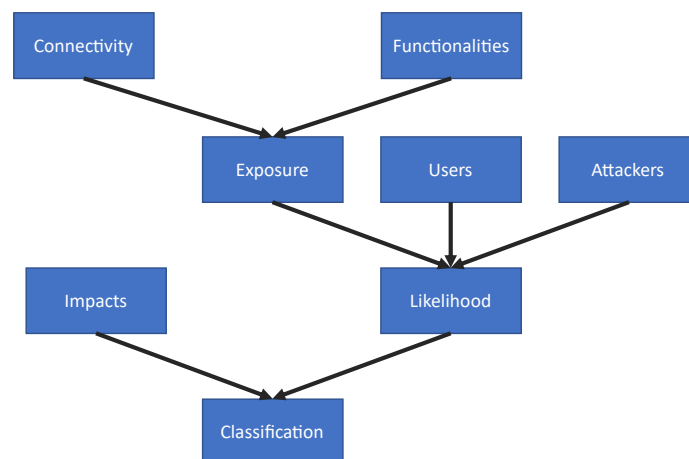 Connectivity
Functionalities
Exposure
Users
Attackers
Impacts
Likelihood
Classification